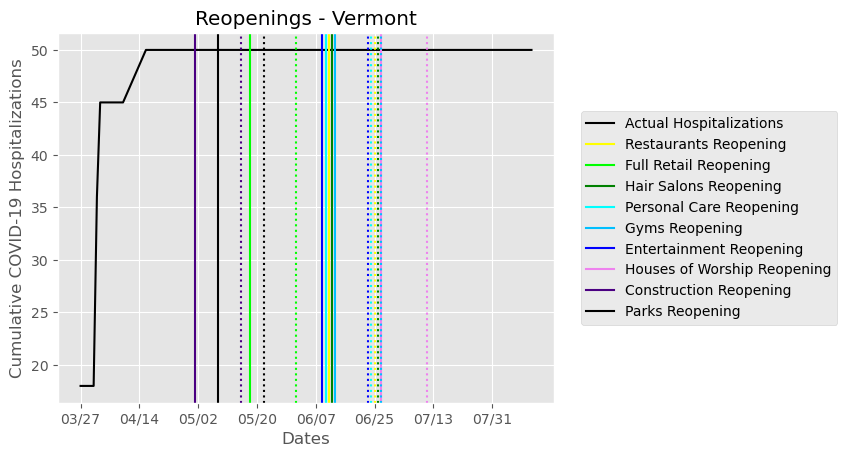 Reopenings - Vermont
Cumulative COVID-19 Hospitalizations
50
45
40
35
30
25
20
03/27 04/14 05/02 05/20 06/07 06/25 07/13 07/31
Dates
Actual Hospitalizations
Restaurants Reopening
Full Retail Reopening
Hair Salons Reopening
Personal Care Reopening
Gyms Reopening
Entertainment Reopening
Houses of Worship Reopening
Construction Reopening
Parks Reopening